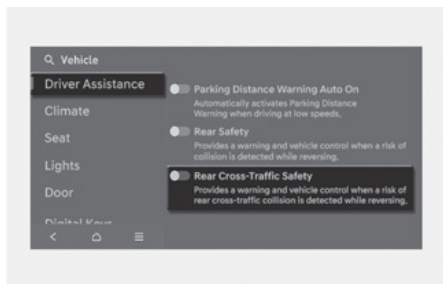 Vehicle
Driver Assistance
Climate
Seat
Lights
Door
Digital Keys
Parking Distance Warning Auto On
Automatically activates Parking Distance
Warning when driving at low speeds.
Rear Safety
Provides a warning and vehicle control when a risk of
collision is detected while reversing.
Rear Cross-Traffic Safety
Provides a warning and vehicle control when a risk of
rear cross-traffic collision is detected while reversing.